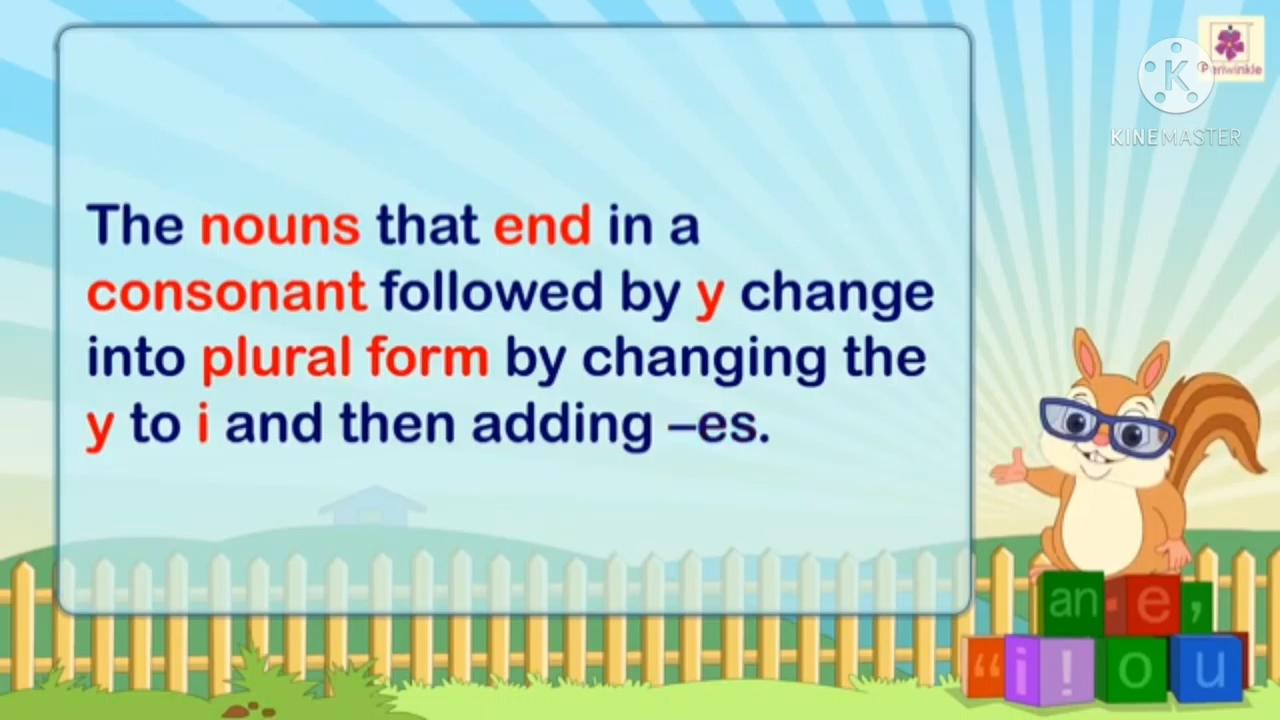 The nouns that end in a
consonant followed by y change
into plural form by changing the
y to i and then adding –es.
Periwinkle
K
KINEMASTER
an · e ,
“ i ! o u